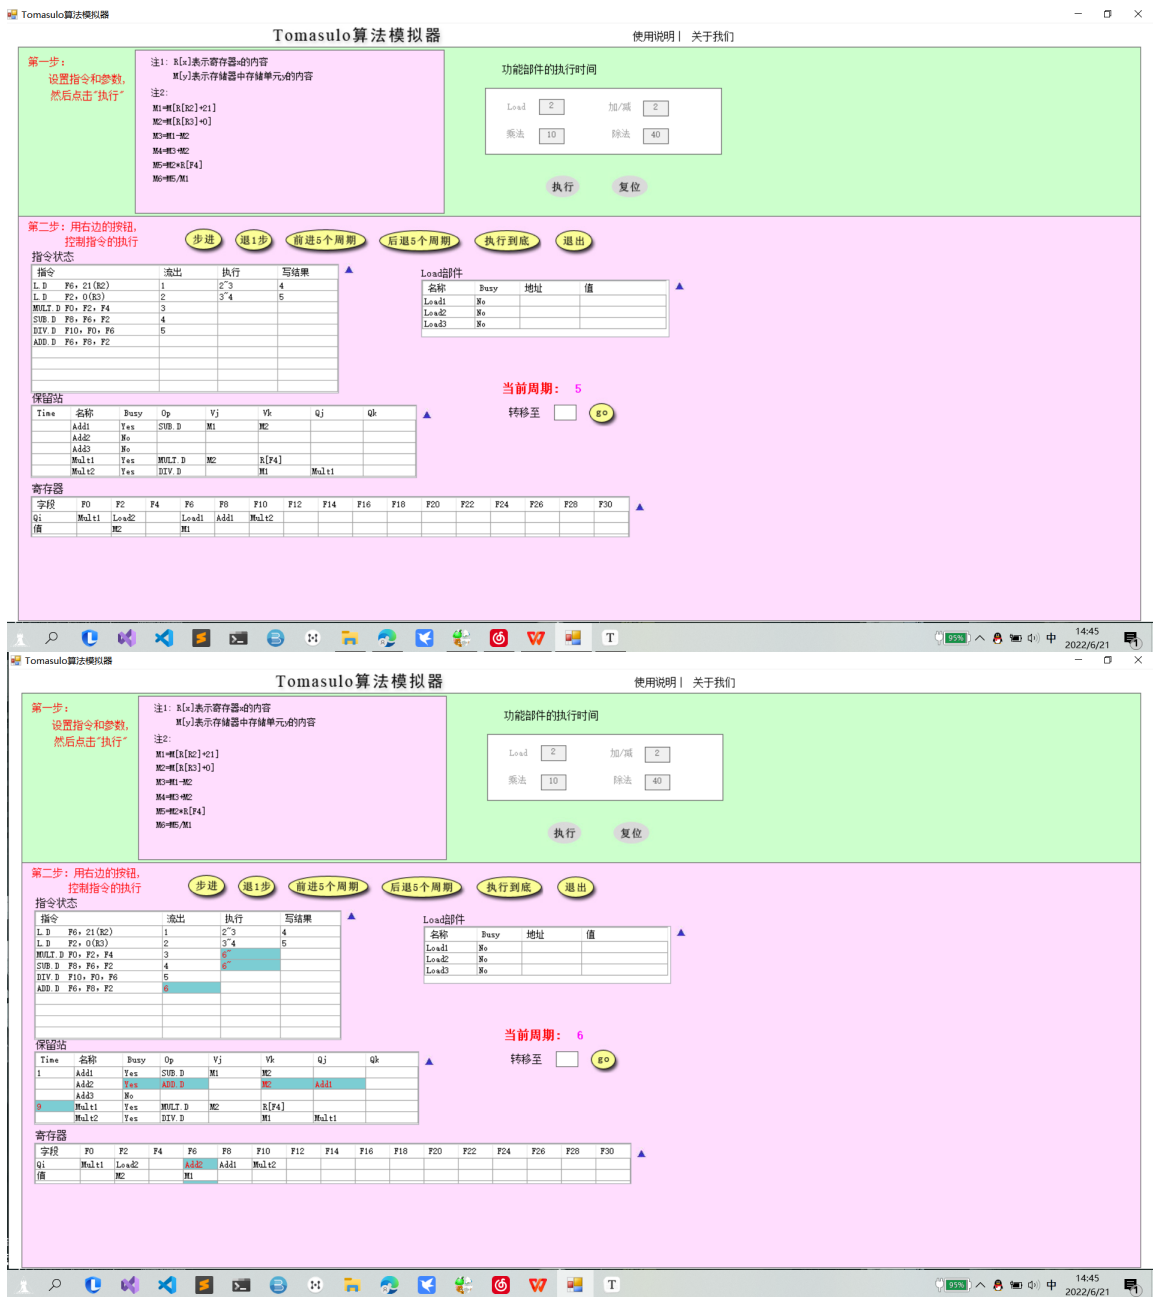 Tomasulo算法模拟器
Tomasulo算法模拟器
使用说明 | 关于我们
第一步：
设置指令和参数，
然后点击"执行"
注1: R[x]表示寄存器x的内容
M[y]表示存储器中存储单元y的内容
注2:
M1=M[R[R2]+21]
M2=M[R[R3]+0]
M3=M1-M2
M4=M3+M2
M5=M2*R[F4]
M6=M5/M1
功能部件的执行时间
Load 2 加/减 2
乘法 10 除法 40
执行 复位
第二步：用右边的按钮，
控制指令的执行
步进 退1步 前进5个周期 后退5个周期 执行到底 退出
指令状态
指令 流出 执行 写结果
L.D F6, 21(R2) 1 2~3 4
L.D F2, 0(R3) 2 3~4 5
MULT.D F0, F2, F4 3
SUB.D F8, F6, F2 4
DIV.D F10, F0, F6 5
ADD.D F6, F8, F2
Load部件
名称 Busy 地址 值
Load1 No
Load2 No
Load3 No
当前周期： 5
转移至 go
保留站
Time 名称 Busy Op Vj Vk Qj Qk
Add1 Yes SUB.D M1 M2
Add2 No
Add3 No
Mult1 Yes MULT.D M2 R[F4]
Mult2 Yes DIV.D M1 Mult1
寄存器
字段 F0 F2 F4 F6 F8 F10 F12 F14 F16 F18 F20 F22 F24 F26 F28 F30
Qi Mult1 Load2 Load1 Add1 Mult2
值 M2 M1
95% 中 14:45
2022/6/21
Tomasulo算法模拟器
Tomasulo算法模拟器
使用说明 | 关于我们
第一步：
设置指令和参数，
然后点击"执行"
注1: R[x]表示寄存器x的内容
M[y]表示存储器中存储单元y的内容
注2:
M1=M[R[R2]+21]
M2=M[R[R3]+0]
M3=M1-M2
M4=M3+M2
M5=M2*R[F4]
M6=M5/M1
功能部件的执行时间
Load 2 加/减 2
乘法 10 除法 40
执行 复位
第二步：用右边的按钮，
控制指令的执行
步进 退1步 前进5个周期 后退5个周期 执行到底 退出
指令状态
指令 流出 执行 写结果
L.D F6, 21(R2) 1 2~3 4
L.D F2, 0(R3) 2 3~4 5
MULT.D F0, F2, F4 3 6~
SUB.D F8, F6, F2 4 6~
DIV.D F10, F0, F6 5
ADD.D F6, F8, F2 6
Load部件
名称 Busy 地址 值
Load1 No
Load2 No
Load3 No
当前周期： 6
转移至 go
保留站
Time 名称 Busy Op Vj Vk Qj Qk
1 Add1 Yes SUB.D M1 M2
Add2 Yes ADD.D M2 Add1
Add3 No
9 Mult1 Yes MULT.D M2 R[F4]
Mult2 Yes DIV.D M1 Mult1
寄存器
字段 F0 F2 F4 F6 F8 F10 F12 F14 F16 F18 F20 F22 F24 F26 F28 F30
Qi Mult1 Load2 Add2 Add1 Mult2
值 M2 M1
95% 中 14:45
2022/6/21